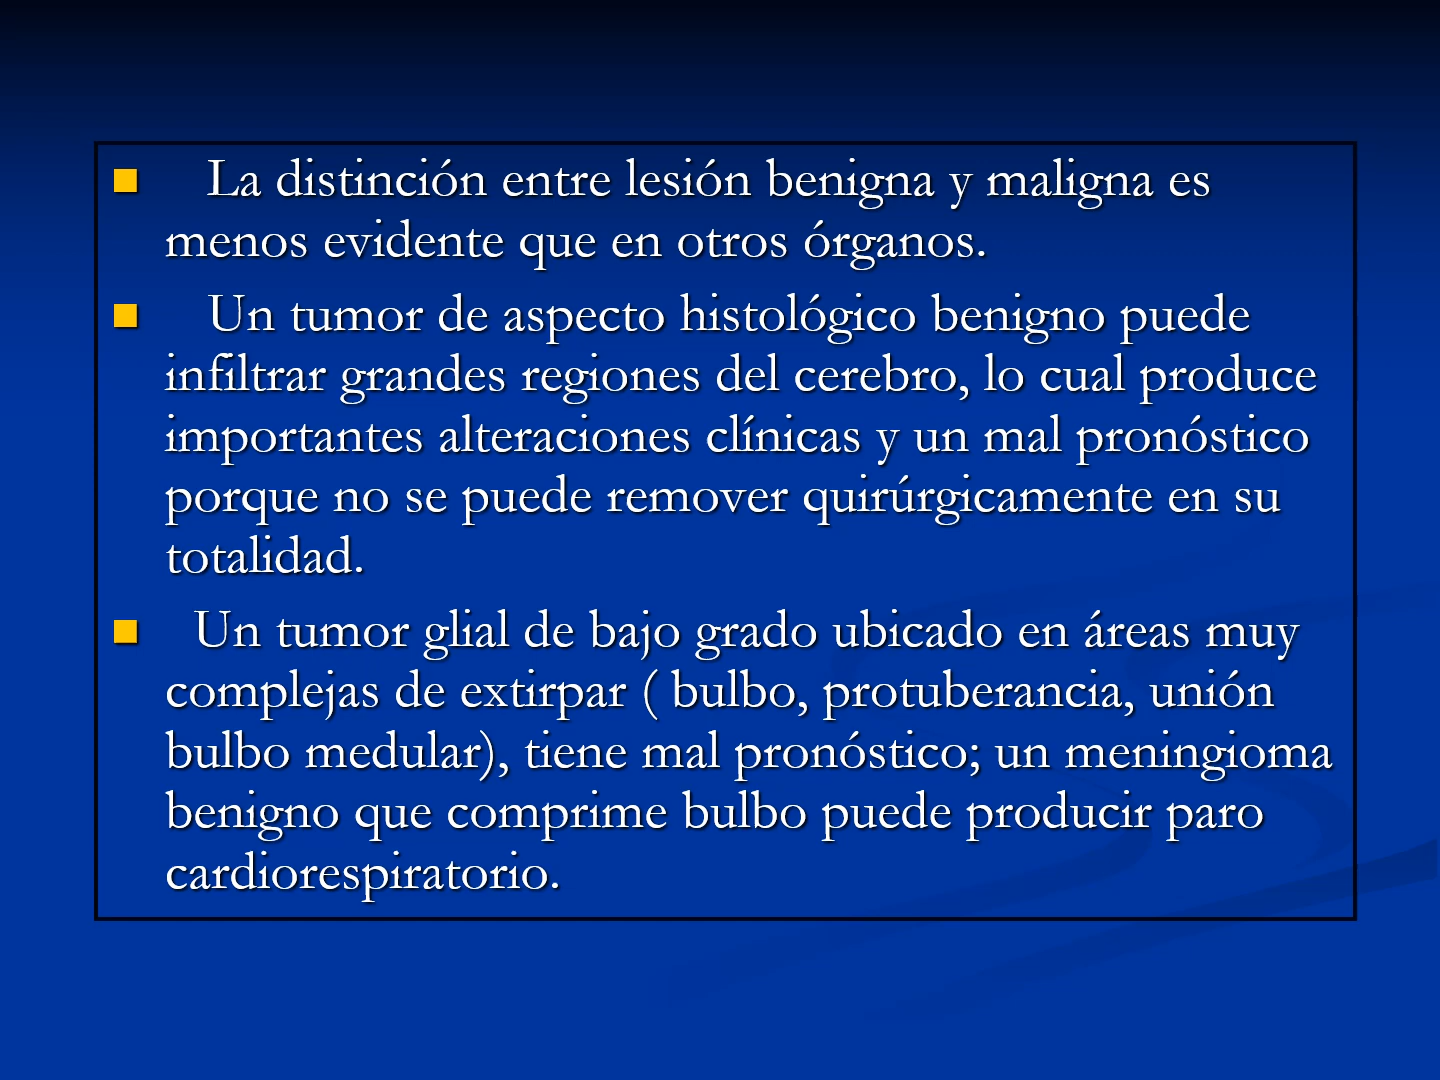 La distinción entre lesión benigna y maligna es
menos evidente que en otros órganos.
Un tumor de aspecto histológico benigno puede
infiltrar grandes regiones del cerebro, lo cual produce
importantes alteraciones clínicas y un mal pronóstico
porque no se puede remover quirúrgicamente en su
totalidad.
Un tumor glial de bajo grado ubicado en áreas muy
complejas de extirpar ( bulbo, protuberancia, unión
bulbo medular), tiene mal pronóstico; un meningioma
benigno que comprime bulbo puede producir paro
cardiorespiratorio.